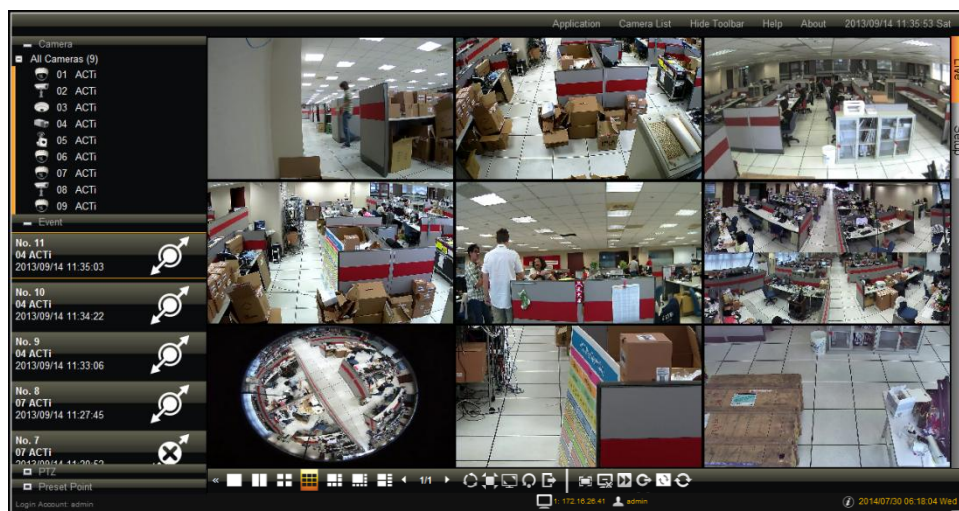 Application Camera List Hide Toolbar Help About 2013/09/14 11:35:53 Sat
Camera
All Cameras (9)
01 ACTi
02 ACTi
03 ACTi
04 ACTi
05 ACTi
06 ACTi
07 ACTi
08 ACTi
09 ACTi
Event
No. 11
04 ACTi
2013/09/14 11:35:03
No. 10
04 ACTi
2013/09/14 11:34:22
No. 9
04 ACTi
2013/09/14 11:33:06
No. 8
07 ACTi
2013/09/14 11:27:45
No. 7
07 ACTi
PTZ
Preset Point
Login Account: admin
Live
Setup
« 1/1
1: 172.16.26.41 admin
2014/07/30 06:18:04 Wed